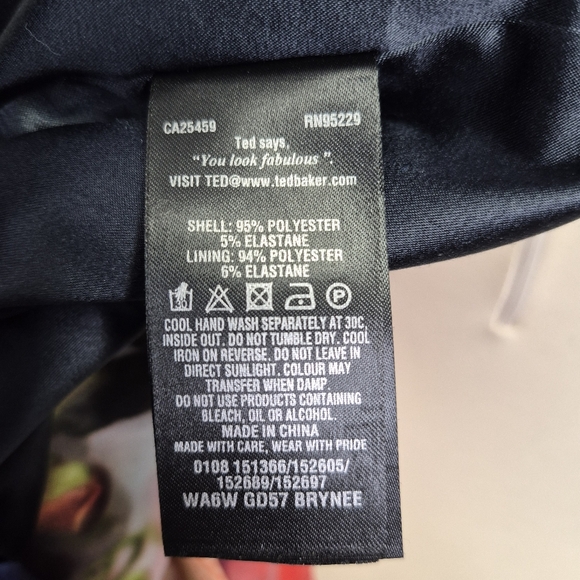 CA25459 RN95229
Ted says,
"You look fabulous".
VISIT TED@www.tedbaker.com
SHELL: 95% POLYESTER
5% ELASTANE
LINING: 94% POLYESTER
6% ELASTANE
P
COOL HAND WASH SEPARATELY AT 30C,
INSIDE OUT. DO NOT TUMBLE DRY. COOL
IRON ON REVERSE. DO NOT LEAVE IN
DIRECT SUNLIGHT. COLOUR MAY
TRANSFER WHEN DAMP.
DO NOT USE PRODUCTS CONTAINING
BLEACH, OIL OR ALCOHOL.
MADE IN CHINA
MADE WITH CARE, WEAR WITH PRIDE
0108 151366/152605/
152689/152697
WA6W GD57 BRYNEE